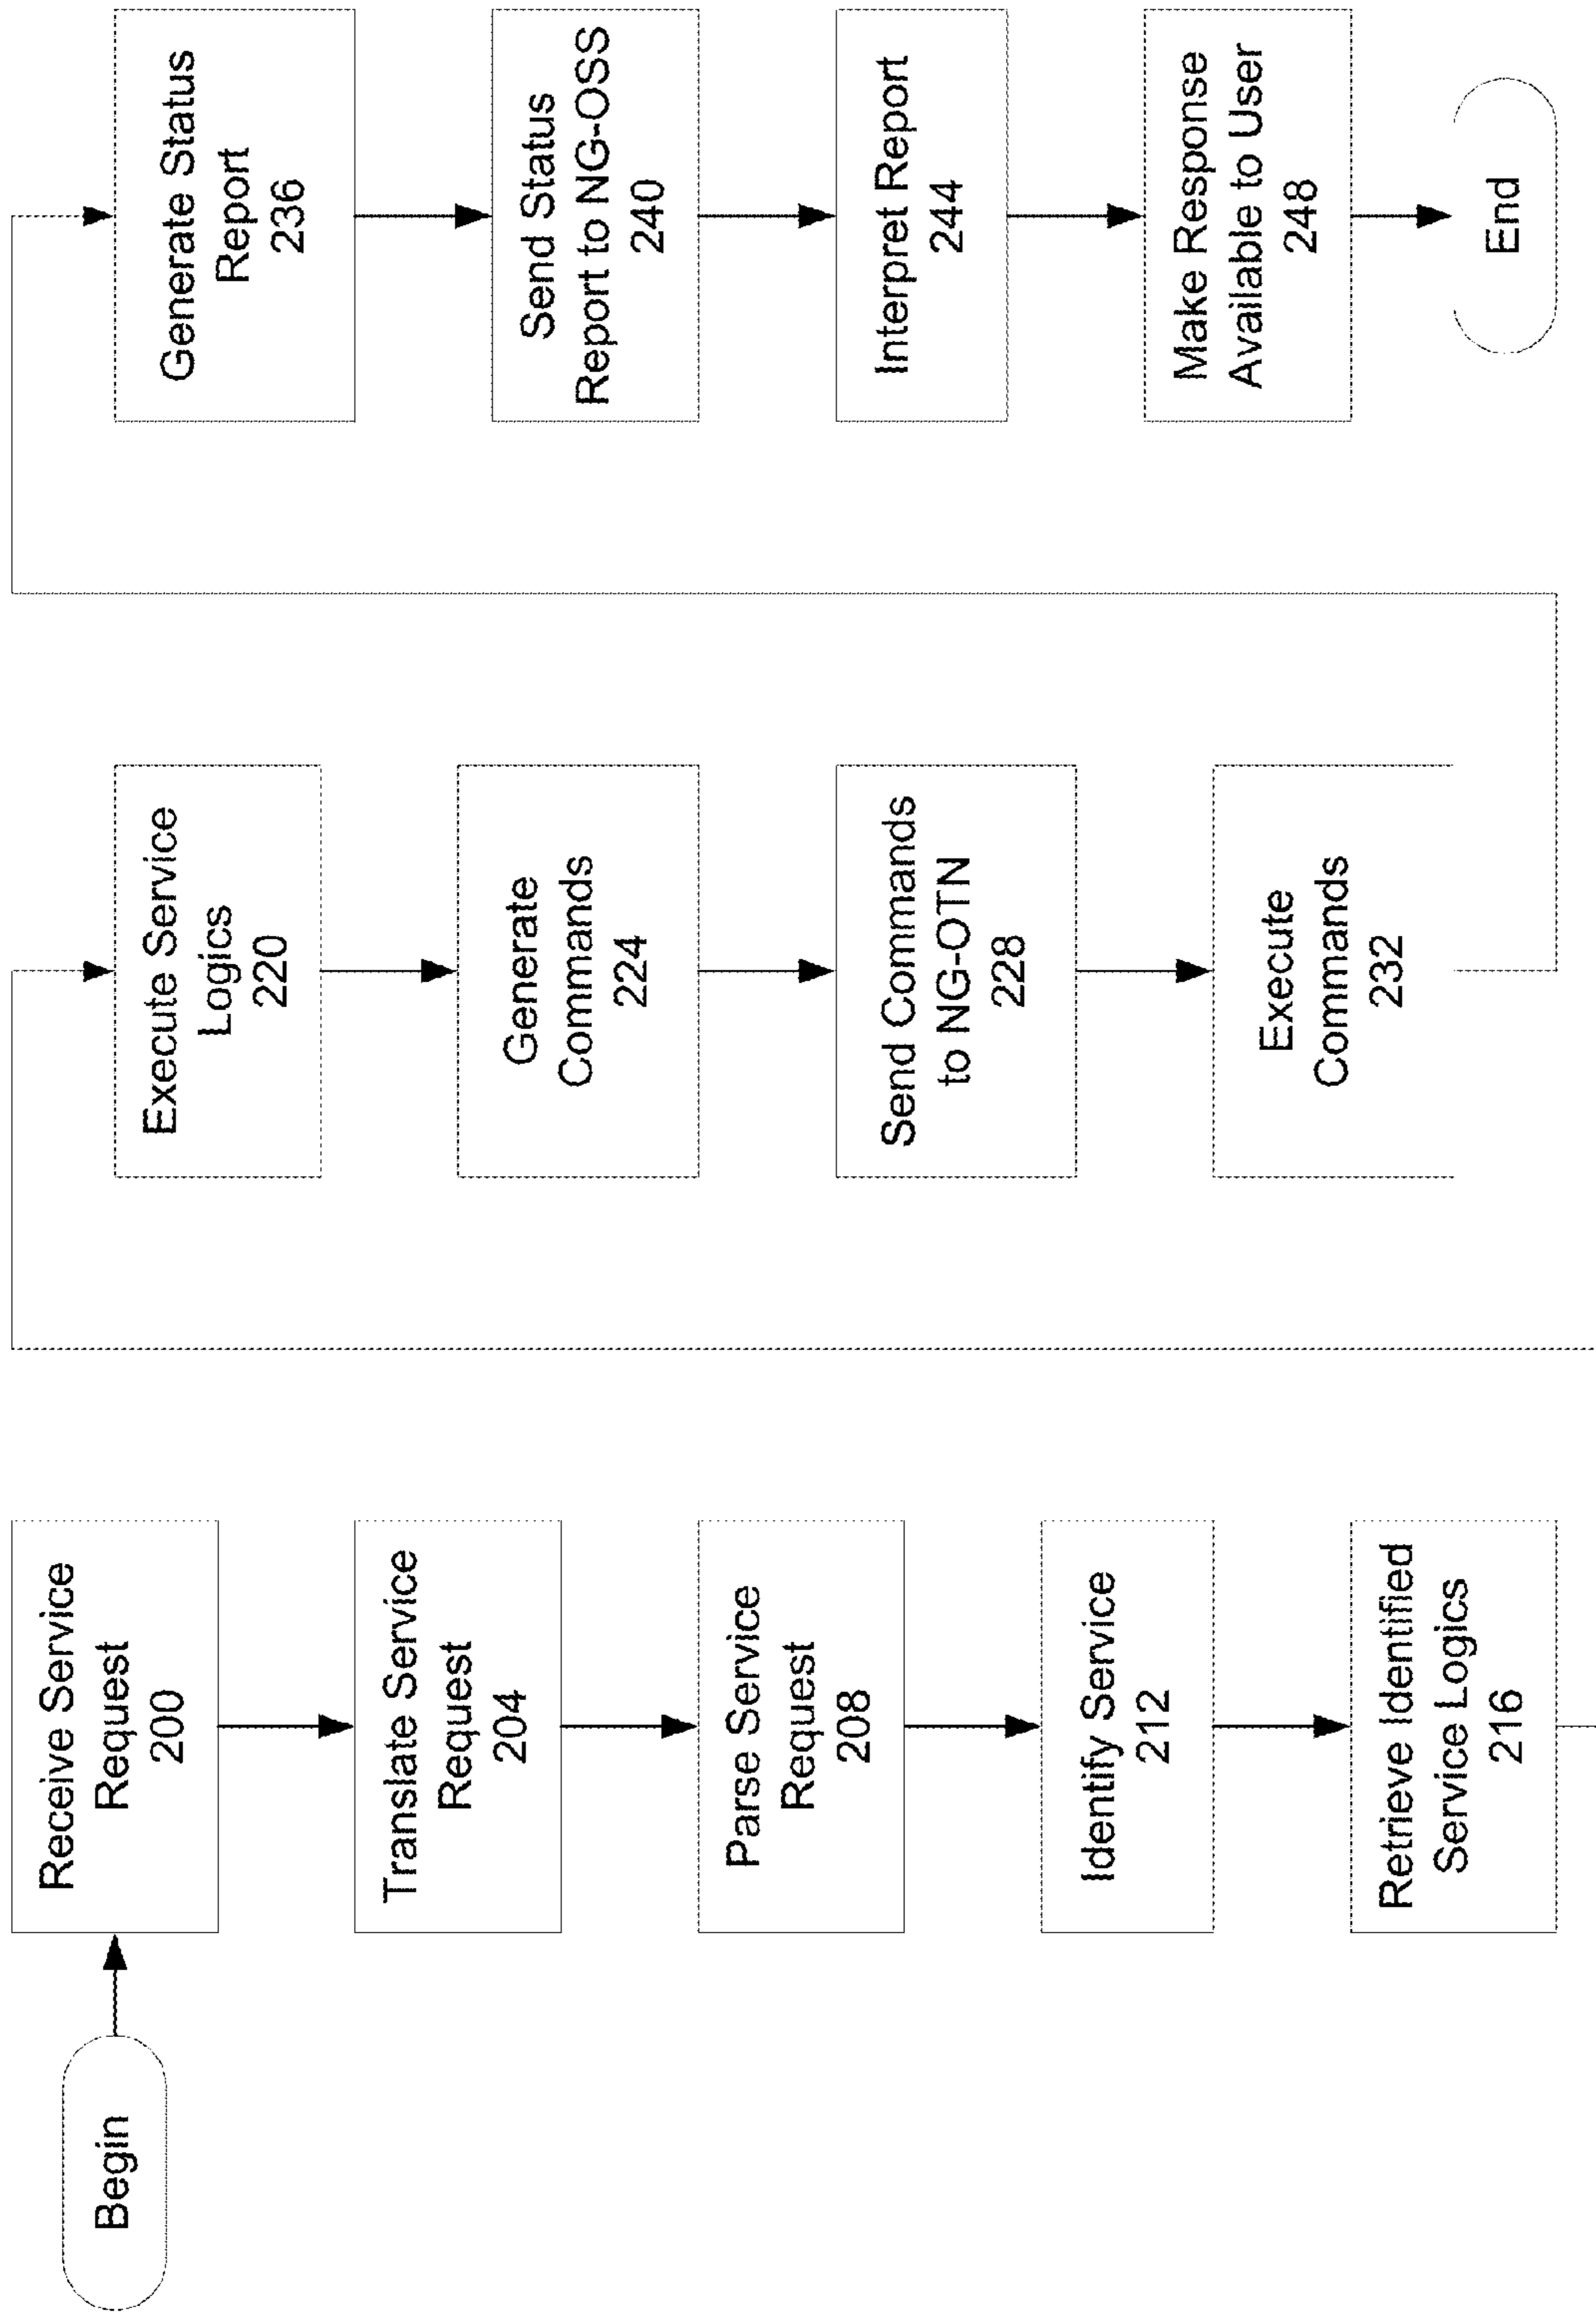 Begin
Receive Service
Request
200
Translate Service
Request
204
Parse Service
Request
208
Identify Service
212
Retrieve Identified
Service Logics
216
Execute Service
Logics
220
Generate
Commands
224
Send Commands
to NG-OTN
228
Execute
Commands
232
Generate Status
Report
236
Send Status
Report to NG-OSS
240
Interpret Report
244
Make Response
Available to User
248
End